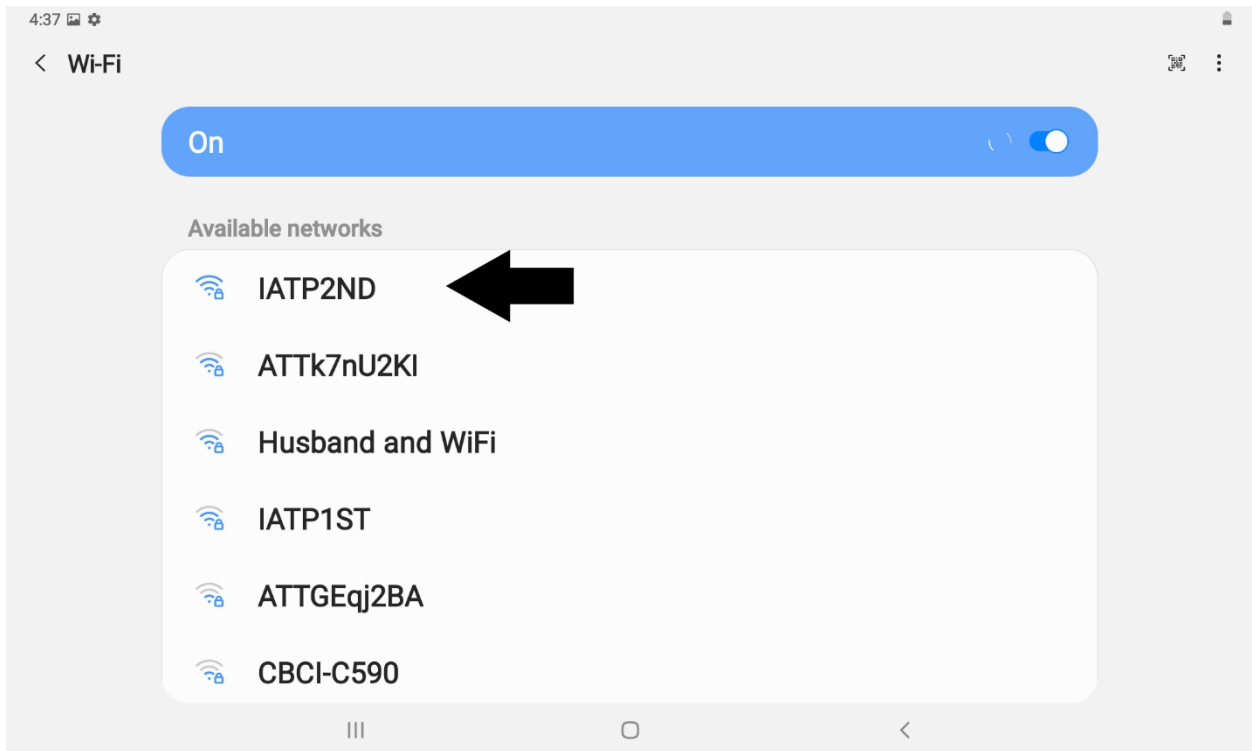 4:37
Wi-Fi
On
Available networks
IATP2ND
ATTk7nU2KI
Husband and WiFi
IATP1ST
ATTGEqj2BA
CBCI-C590